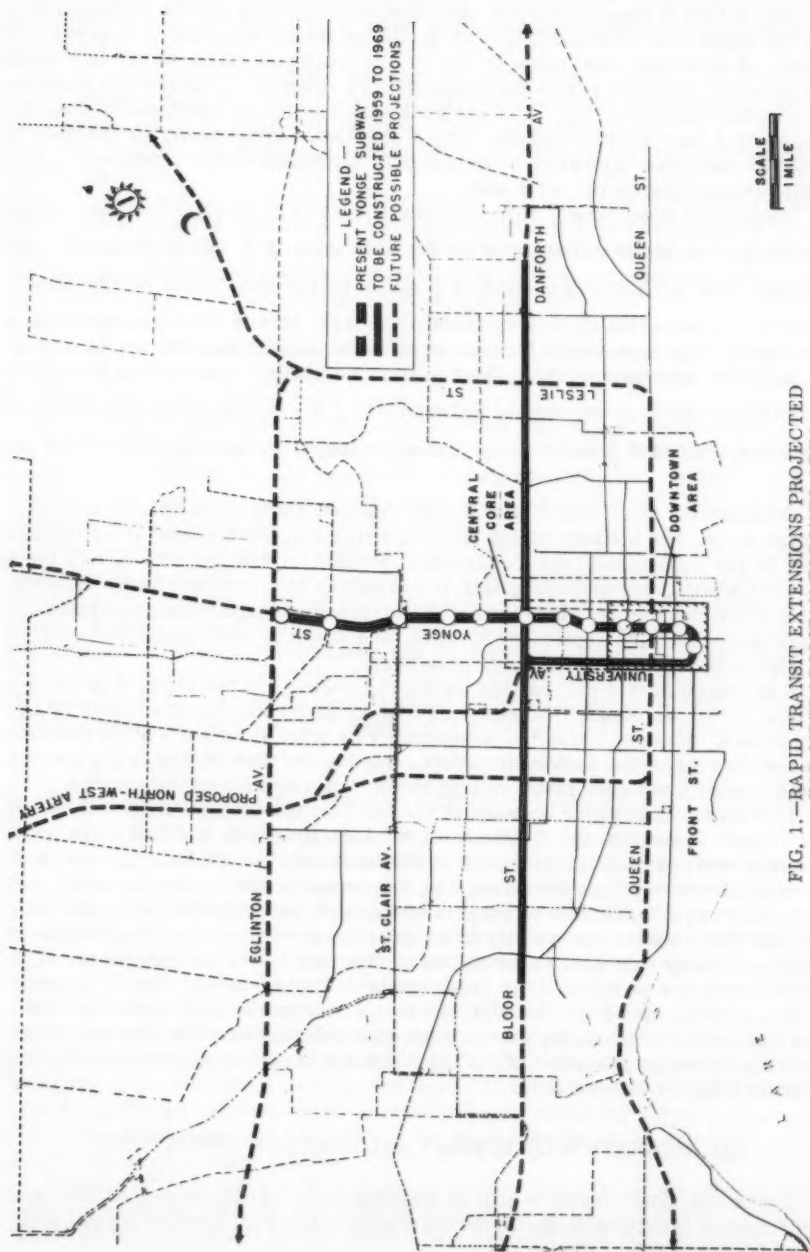 — LEGEND —
PRESENT YONGE SUBWAY
TO BE CONSTRUCTED 1959 TO 1969
FUTURE POSSIBLE PROJECTIONS
PROPOSED NORTH-WEST ARTERY
EGLINTON AV.
ST. CLAIR AV
ST.
YONGE
ST.
LESLIE
CENTRAL
CORE
AREA
BLOOR ST.
DANFORTH AV
UNIVERSITY
AV.
QUEEN ST.
QUEEN ST.
FRONT ST.
DOWNTOWN
AREA
SCALE
1 MILE
FIG. 1.—RAPID TRANSIT EXTENSIONS PROJECTED